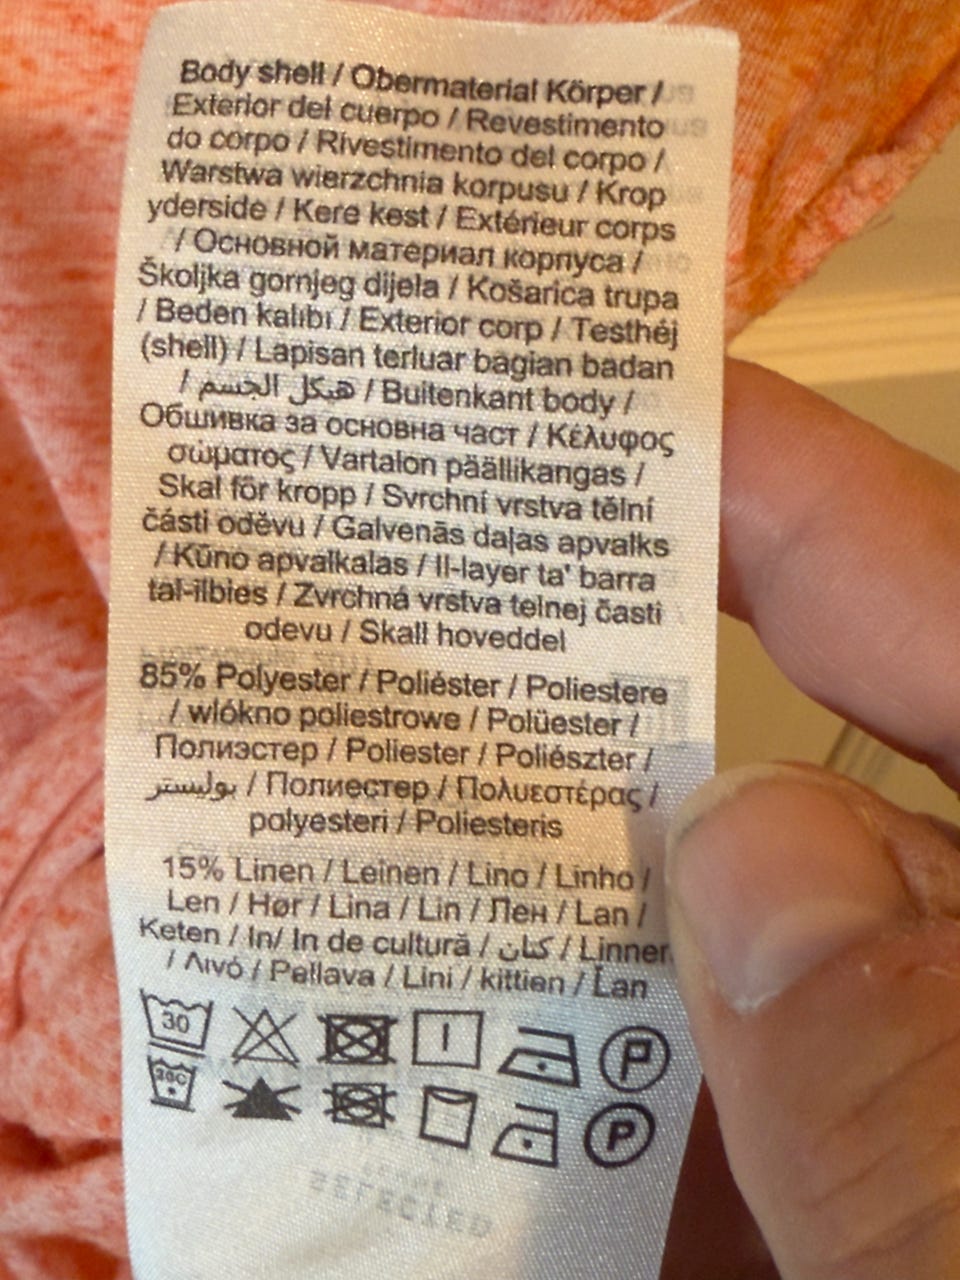 Body shell / Obermaterial Körper /
Exterior del cuerpo / Revestimento
do corpo / Rivestimento del corpo /
Warstwa wierzchnia korpusu / Krop
yderside / Kere kest / Extérieur corps
/ Основной материал корпуса /
Školjka gornjeg dijela / Košarica trupa
/ Beden kalıbı / Exterior corp / Testhéj
(shell) / Lapisan terluar bagian badan
/ هيكل الجسم / Buitenkant body /
Обшивка за основна част / Κέλυφος
σώματος / Vartalon päällikangas /
Skal för kropp / Svrchní vrstva tělní
části oděvu / Galvenās daļas apvalks
/ Kūno apvalkalas / Il-layer ta' barra
tal-ilbies / Zvrchná vrstva telnej časti
odevu / Skall hoveddel
85% Polyester / Poliéster / Poliestere
/ włókno poliestrowe / Polüester /
Полиэстер / Poliester / Poliészter /
بوليستر / Полиестер / Πολυεστέρας /
polyesteri / Poliesteris
15% Linen / Leinen / Lino / Linho /
Len / Hør / Lina / Lin / Лен / Lan /
Keten / In/ In de cultură / كتان / Linnen
/ Λινό / Pellava / Lini / kittien / Ľan
30 P
30C P
SELECTED